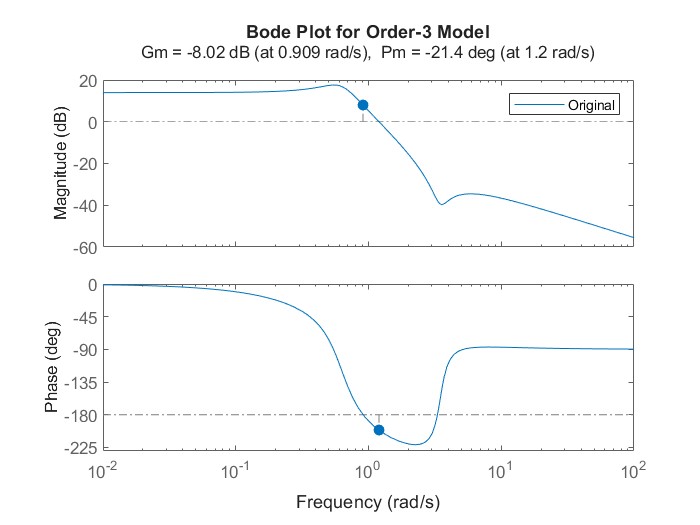 Bode Plot for Order-3 Model
Gm = -8.02 dB (at 0.909 rad/s),  Pm = -21.4 deg (at 1.2 rad/s)
Magnitude (dB)
20
0
-20
-40
-60
Original
Phase (deg)
0
-45
-90
-135
-180
-225
10^-2 10^-1 10^0 10^1 10^2
Frequency (rad/s)